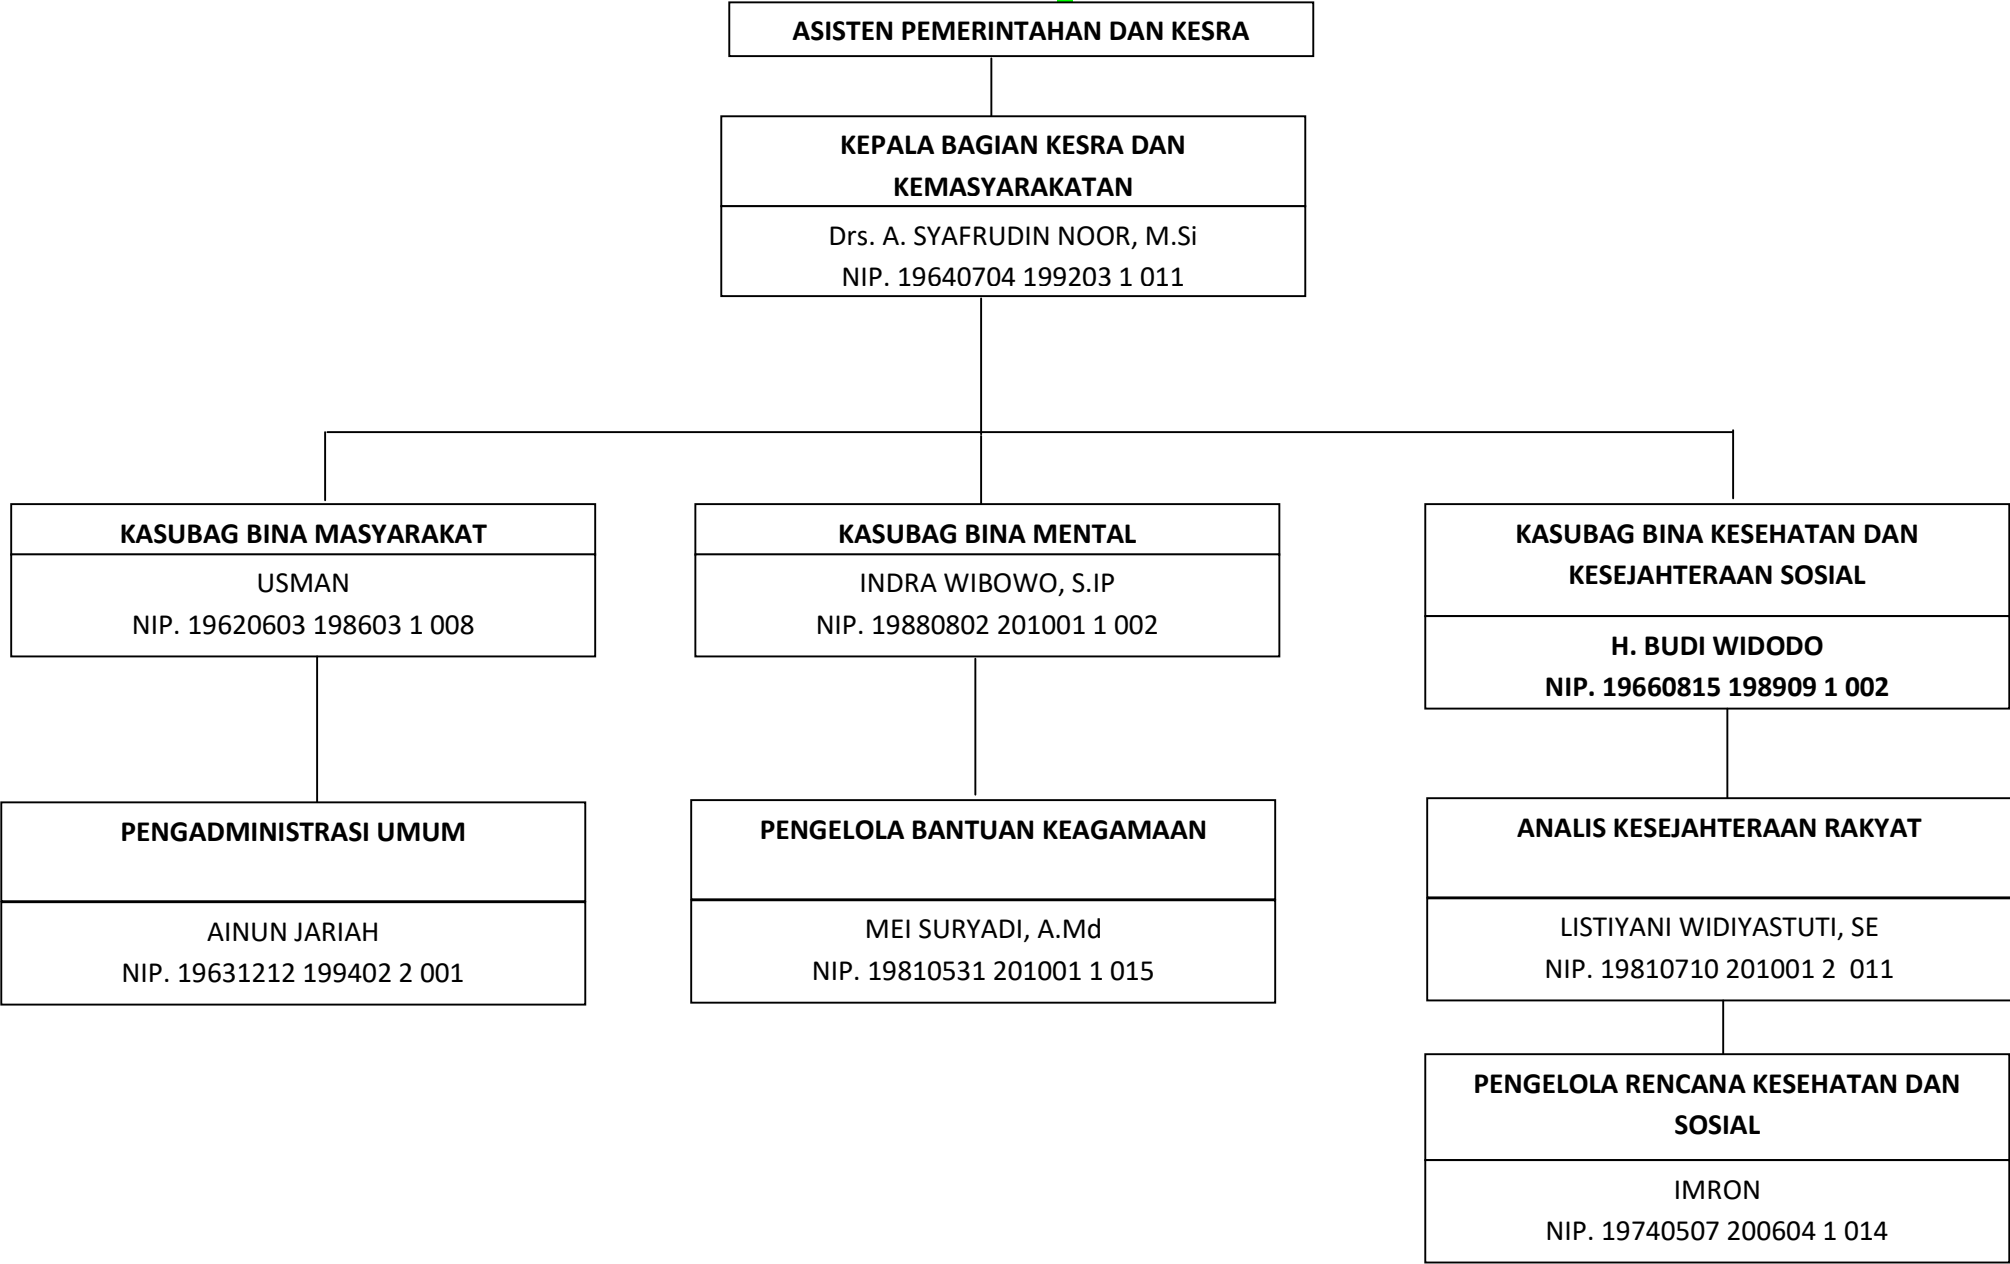 ASISTEN PEMERINTAHAN DAN KESRA
KEPALA BAGIAN KESRA DAN
KEMASYARAKATAN
Drs. A. SYAFRUDIN NOOR, M.Si
NIP. 19640704 199203 1 011
KASUBAG BINA MASYARAKAT
USMAN
NIP. 19620603 198603 1 008
KASUBAG BINA MENTAL
INDRA WIBOWO, S.IP
NIP. 19880802 201001 1 002
KASUBAG BINA KESEHATAN DAN
KESEJAHTERAAN SOSIAL
H. BUDI WIDODO
NIP. 19660815 198909 1 002
PENGADMINISTRASI UMUM
AINUN JARIAH
NIP. 19631212 199402 2 001
PENGELOLA BANTUAN KEAGAMAAN
MEI SURYADI, A.Md
NIP. 19810531 201001 1 015
ANALIS KESEJAHTERAAN RAKYAT
LISTIYANI WIDIYASTUTI, SE
NIP. 19810710 201001 2  011
PENGELOLA RENCANA KESEHATAN DAN
SOSIAL
IMRON
NIP. 19740507 200604 1 014